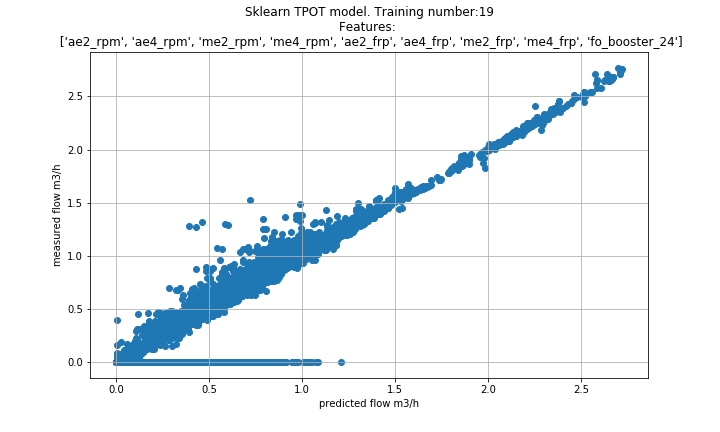 Sklearn TPOT model. Training number:19
Features:
['ae2_rpm', 'ae4_rpm', 'me2_rpm', 'me4_rpm', 'ae2_frp', 'ae4_frp', 'me2_frp', 'me4_frp', 'fo_booster_24']
measured flow m3/h
2.5
2.0
1.5
1.0
0.5
0.0
0.0 0.5 1.0 1.5 2.0 2.5
predicted flow m3/h